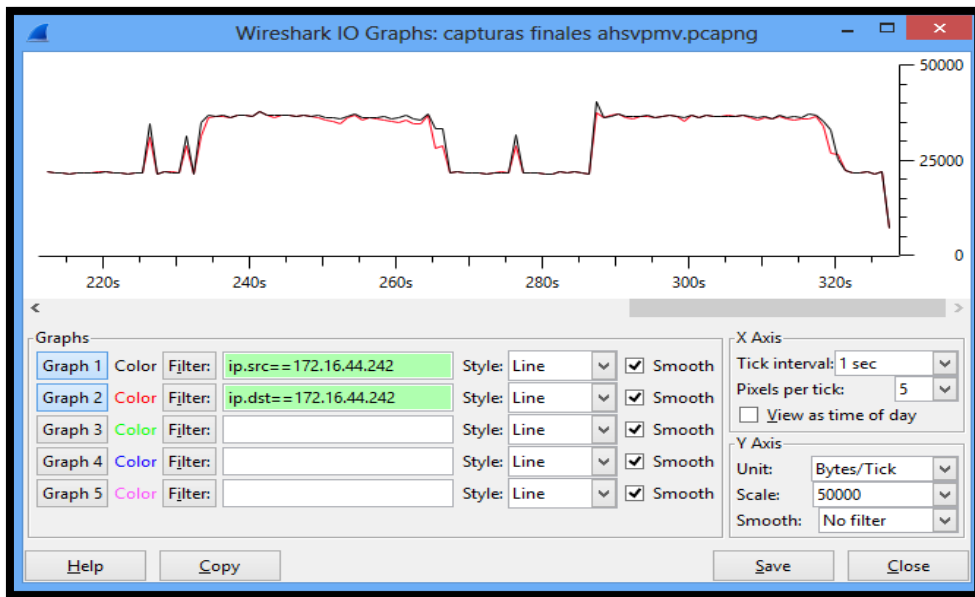 Wireshark IO Graphs: capturas finales ahsvpmv.pcapng
50000
25000
0
220s 240s 260s 280s 300s 320s
Graphs
Graph 1 Color Filter: ip.src==172.16.44.242 Style: Line Smooth
Graph 2 Color Filter: ip.dst==172.16.44.242 Style: Line Smooth
Graph 3 Color Filter: Style: Line Smooth
Graph 4 Color Filter: Style: Line Smooth
Graph 5 Color Filter: Style: Line Smooth
X Axis
Tick interval: 1 sec
Pixels per tick: 5
View as time of day
Y Axis
Unit: Bytes/Tick
Scale: 50000
Smooth: No filter
Help Copy Save Close